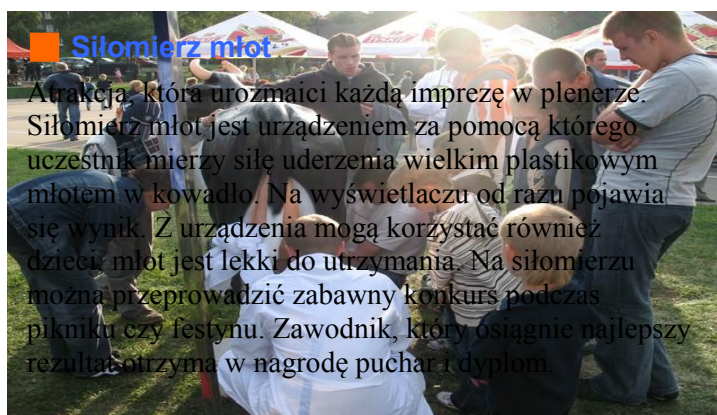 Siłomierz młot
Atrakcja, która urozmaici każdą imprezę w plenerze.
Siłomierz młot jest urządzeniem za pomocą którego
uczestnik mierzy siłę uderzenia wielkim plastikowym
młotem w kowadło. Na wyświetlaczu od razu pojawia
się wynik. Z urządzenia mogą korzystać również
dzieci, młot jest lekki do utrzymania. Na siłomierzu
można przeprowadzić zabawny konkurs podczas
pikniku czy festynu. Zawodnik, który osiągnie najlepszy
rezultat otrzyma w nagrodę puchar i dyplom.
TYSKIE